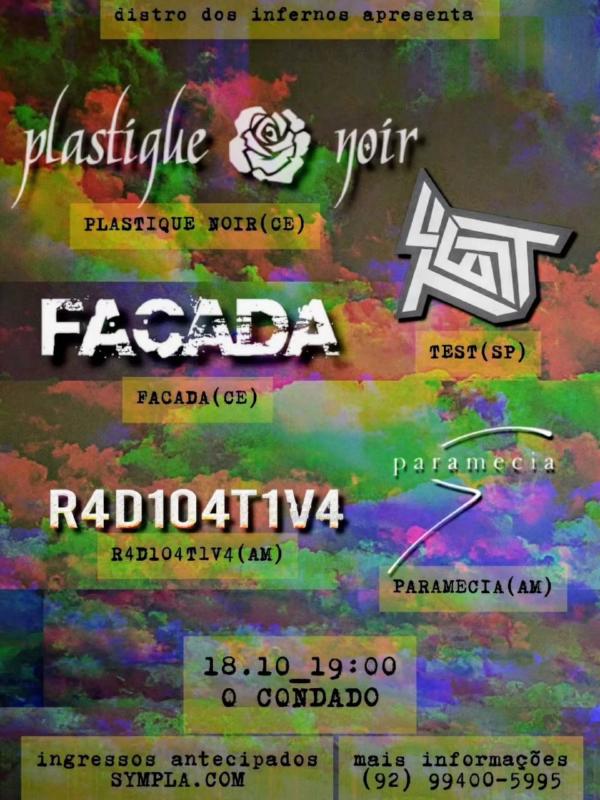 distro dos infernos apresenta
plastique noir
PLASTIQUE NOIR(CE)
TEST
TEST(SP)
FACADA
FACADA(CE)
paramecia
R4D104T1V4
R4D104T1V4(AM)
PARAMECIA(AM)
18.10_19:00
O CONDADO
ingressos antecipados
SYMPLA.COM
mais informações
(92) 99400-5995